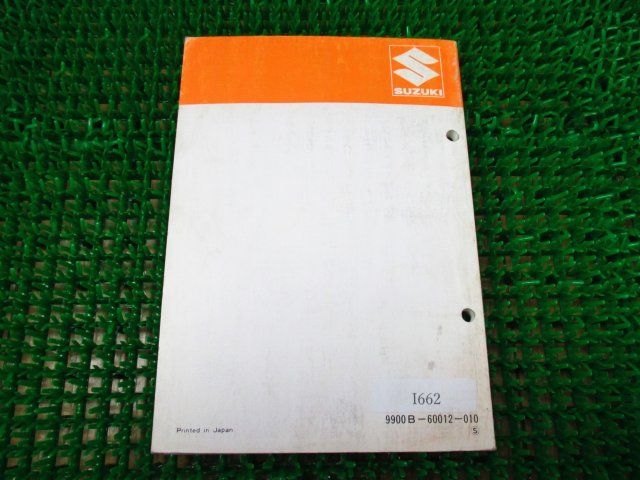 SUZUKI
I662
9900B-60012-010
Printed in Japan
S